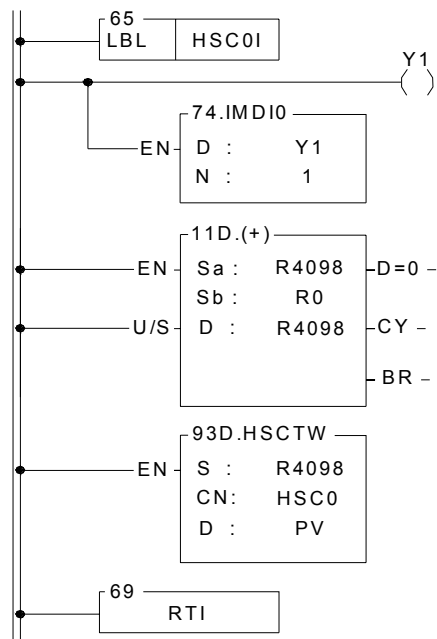 65
LBL HSC0I
Y1
74.IMDI0
EN D : Y1
N : 1
11D.(+)
EN Sa : R4098 D=0
Sb : R0
U/S D : R4098 CY
BR
93D.HSCTW
EN S : R4098
CN: HSC0
D : PV
69
RTI